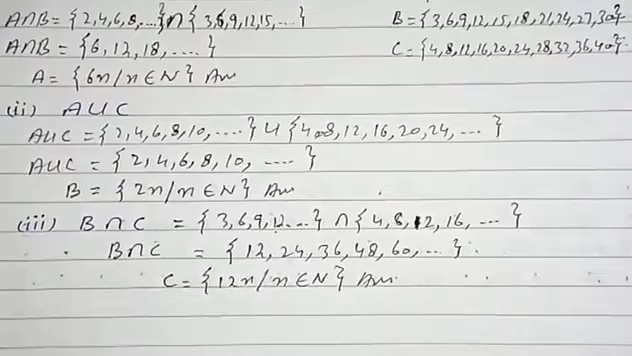 A∩B = {2,4,6,8,...} ∩ {3,6,9,12,15,....}
B = {3,6,9,12,15,18,21,24,27,30}
A∩B = {6,12,18,.....}
C = {4,8,12,16,20,24,28,32,36,40}
A = {6n/n∈N} Ans
(ii) A∪C
A∪C = {2,4,6,8,10,.....} ∪ {4,8,12,16,20,24,...}
A∪C = {2,4,6,8,10,.....}
B = {2n/n∈N} Ans
(iii) B∩C = {3,6,9,12....} ∩ {4,8,12,16,...}
B∩C = {12,24,36,48,60,...}
C = {12n/n∈N} Ans